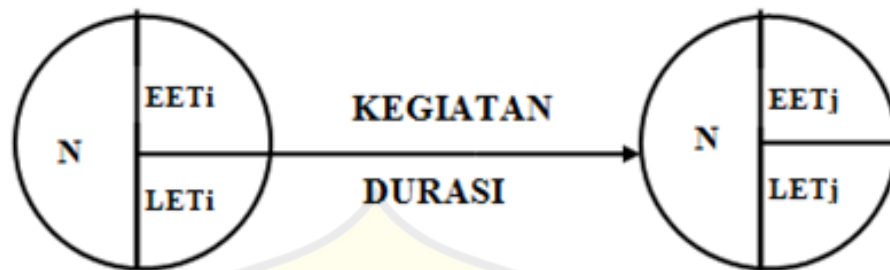 N
EETi
LETi
KEGIATAN
DURASI
N
EETj
LETj